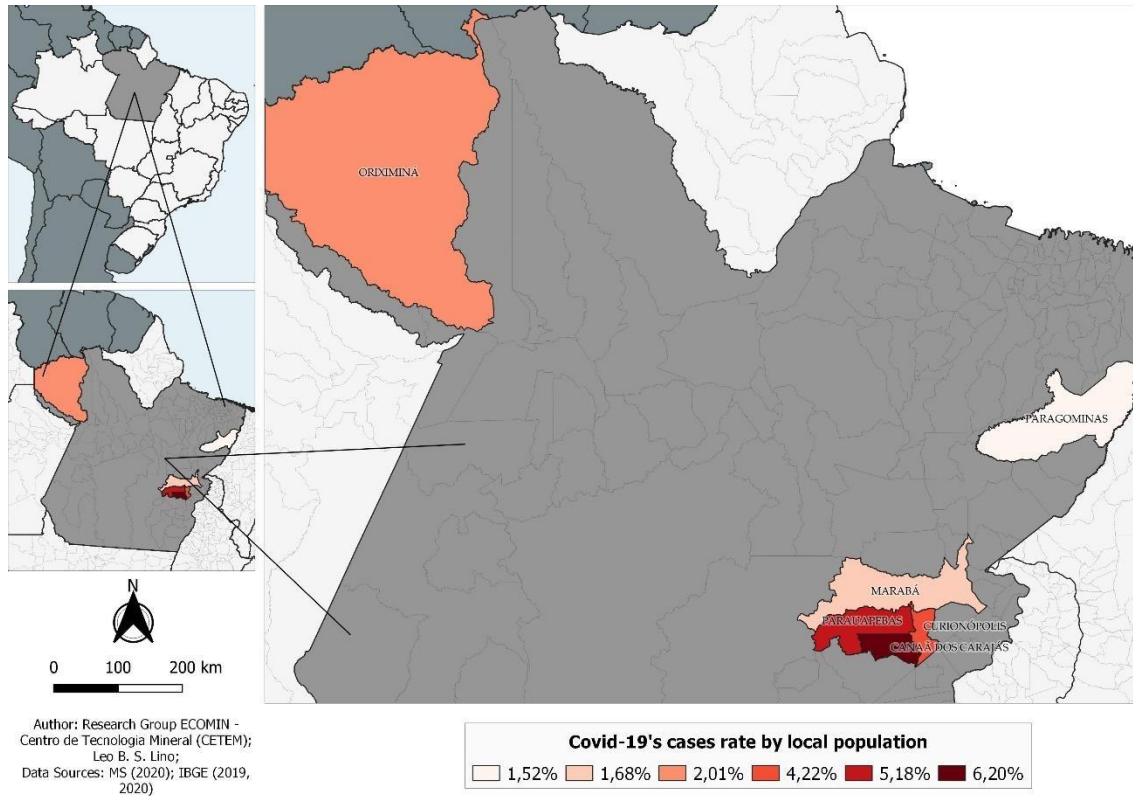 ORIXIMINÁ
PARAGOMINAS
MARABÁ
PARAUAPEBAS
CURIONÓPOLIS
CANAÃ DOS CARAJÁS
N
0 100 200 km
Author: Research Group ECOMIN -
Centro de Tecnologia Mineral (CETEM);
Leo B. S. Lino;
Data Sources: MS (2020); IBGE (2019,
2020)
Covid-19's cases rate by local population
1,52% 1,68% 2,01% 4,22% 5,18% 6,20%